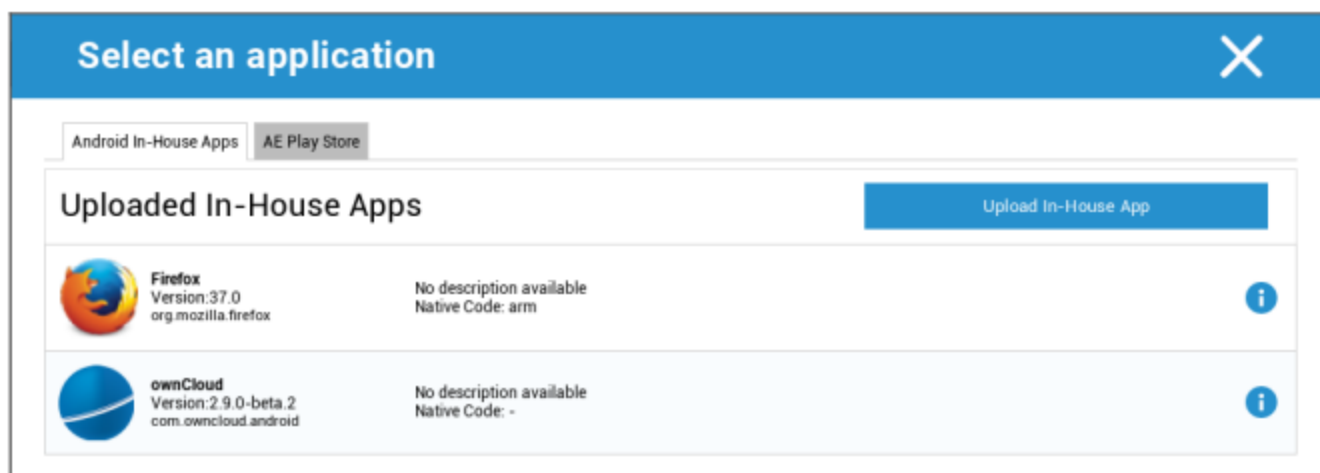 Select an application
Android In-House Apps
AE Play Store
Uploaded In-House Apps
Upload In-House App
Firefox
Version:37.0
org.mozilla.firefox
No description available
Native Code: arm
ownCloud
Version:2.9.0-beta.2
com.owncloud.android
No description available
Native Code: -